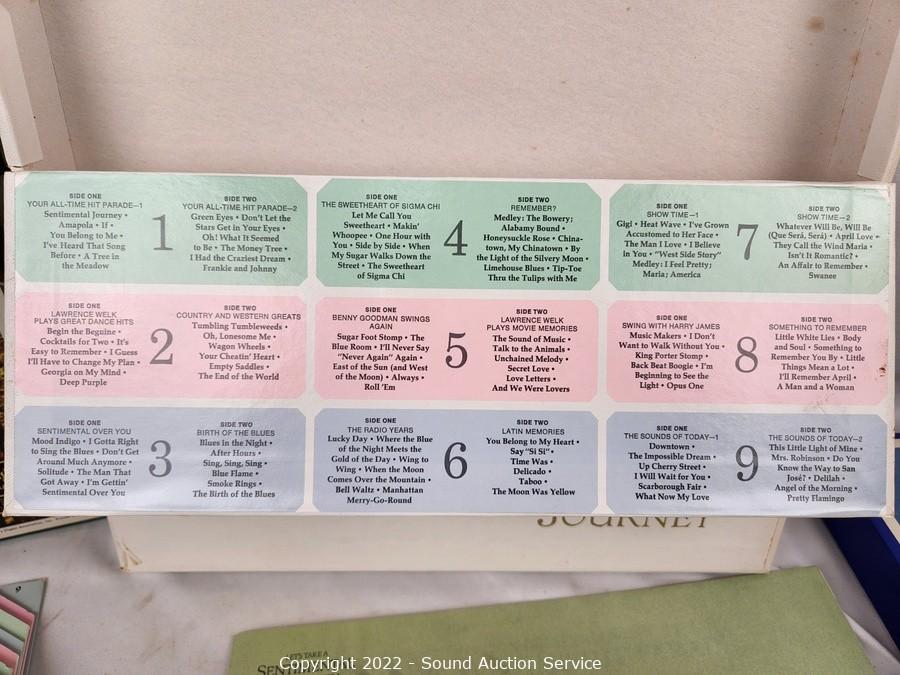 SIDE ONE
YOUR ALL-TIME HIT PARADE—1
Sentimental Journey •
Amapola • If •
You Belong to Me •
I've Heard That Song
Before • A Tree in
the Meadow
1
SIDE TWO
YOUR ALL-TIME HIT PARADE—2
Green Eyes • Don't Let the
Stars Get in Your Eyes •
Oh! What It Seemed
to Be • The Money Tree •
I Had the Craziest Dream •
Frankie and Johnny
SIDE ONE
THE SWEETHEART OF SIGMA CHI
Let Me Call You
Sweetheart • Makin'
Whoopee • One Hour with
You • Side by Side • When
My Sugar Walks Down the
Street • The Sweetheart
of Sigma Chi
4
SIDE TWO
REMEMBER?
Medley: The Bowery;
Alabamy Bound •
Honeysuckle Rose • China-
town, My Chinatown • By
the Light of the Silvery Moon •
Limehouse Blues • Tip-Toe
Thru the Tulips with Me
SIDE ONE
SHOW TIME—1
Gigi • Heat Wave • I've Grown
Accustomed to Her Face •
The Man I Love • I Believe
in You • "West Side Story"
Medley: I Feel Pretty;
Maria; America
7
SIDE TWO
SHOW TIME—2
Whatever Will Be, Will Be
(Que Será, Será) • April Love •
They Call the Wind Maria •
Isn't It Romantic? •
An Affair to Remember •
Swanee
SIDE ONE
LAWRENCE WELK
PLAYS GREAT DANCE HITS
Begin the Beguine •
Cocktails for Two • It's
Easy to Remember • I Guess
I'll Have to Change My Plan •
Georgia on My Mind •
Deep Purple
2
SIDE TWO
COUNTRY AND WESTERN GREATS
Tumbling Tumbleweeds •
Oh, Lonesome Me •
Wagon Wheels •
Your Cheatin' Heart •
Empty Saddles •
The End of the World
SIDE ONE
BENNY GOODMAN SWINGS
AGAIN
Sugar Foot Stomp • The
Blue Room • I'll Never Say
"Never Again" Again •
East of the Sun (and West
of the Moon) • Always •
Roll 'Em
5
SIDE TWO
LAWRENCE WELK
PLAYS MOVIE MEMORIES
The Sound of Music •
Talk to the Animals •
Unchained Melody •
Secret Love •
Love Letters •
And We Were Lovers
SIDE ONE
SWING WITH HARRY JAMES
Music Makers • I Don't
Want to Walk Without You •
King Porter Stomp •
Back Beat Boogie • I'm
Beginning to See the
Light • Opus One
8
SIDE TWO
SOMETHING TO REMEMBER
Little White Lies • Body
and Soul • Something to
Remember You By • Little
Things Mean a Lot •
I'll Remember April •
A Man and a Woman
SIDE ONE
SENTIMENTAL OVER YOU
Mood Indigo • I Gotta Right
to Sing the Blues • Don't Get
Around Much Anymore •
Solitude • The Man That
Got Away • I'm Gettin'
Sentimental Over You
3
SIDE TWO
BIRTH OF THE BLUES
Blues in the Night •
After Hours •
Sing, Sing, Sing •
Blue Flame •
Smoke Rings •
The Birth of the Blues
SIDE ONE
THE RADIO YEARS
Lucky Day • Where the Blue
of the Night Meets the
Gold of the Day • Wing to
Wing • When the Moon
Comes Over the Mountain •
Bell Waltz • Manhattan
Merry-Go-Round
6
SIDE TWO
LATIN MEMORIES
You Belong to My Heart •
Say "Si Si" •
Time Was •
Delicado •
Taboo •
The Moon Was Yellow
SIDE ONE
THE SOUNDS OF TODAY—1
Downtown •
The Impossible Dream •
Up Cherry Street •
I Will Wait for You •
Scarborough Fair •
What Now My Love
9
SIDE TWO
THE SOUNDS OF TODAY—2
This Little Light of Mine •
Mrs. Robinson • Do You
Know the Way to San
José? • Delilah •
Angel of the Morning •
Pretty Flamingo
JOURNEY
9
LET'S TAKE A
Copyright 2022 - Sound Auction Service